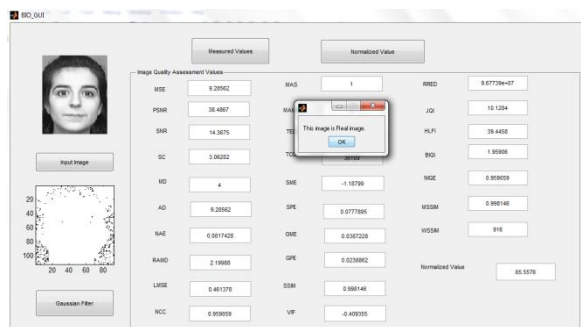 BIO_GUI
Measured Values
Normalized Value
Image Quality Assessment Values
MSE 9.28562
PSNR 38.4867
SNR 14.3675
SC 3.06282
MD 4
AD 9.28562
NAE 0.0817428
RAMD 2.19988
LMSE 0.461378
NCC 0.959059
MAS 1
This image is Real image.
OK
SME -1.18799
SPE 0.0777895
GME 0.0387228
GPE 0.0238862
SSIM 0.998146
VIF -0.409355
RRED 9.67739e+07
JQI 10.1284
HLFI 39.4458
BIQI 1.95906
NIQE 0.959059
MSSIM 0.998146
WSSIM 916
Normalized Value 85.5576
Input Image
20
40
60
80
100
20 40 60 80
Gaussian Filter